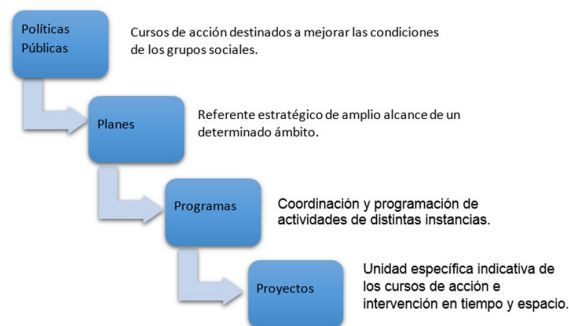 Políticas
Públicas
Cursos de acción destinados a mejorar las condiciones
de los grupos sociales.
Planes
Referente estratégico de amplio alcance de un
determinado ámbito.
Programas
Coordinación y programación de
actividades de distintas instancias.
Proyectos
Unidad específica indicativa de
los cursos de acción e
intervención en tiempo y espacio.